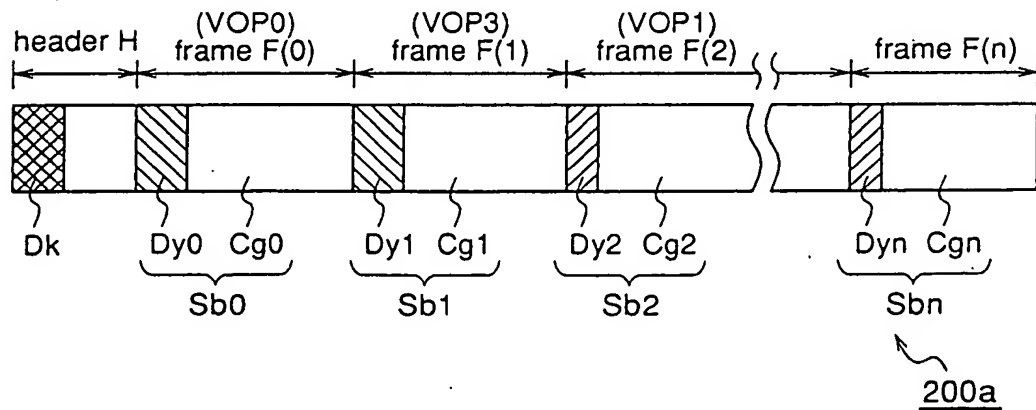 (VOP0) (VOP3) (VOP1)
header H frame F(0) frame F(1) frame F(2) frame F(n)
Dk Dy0 Cg0 Dy1 Cg1 Dy2 Cg2 Dyn Cgn
Sb0 Sb1 Sb2 Sbn
200a